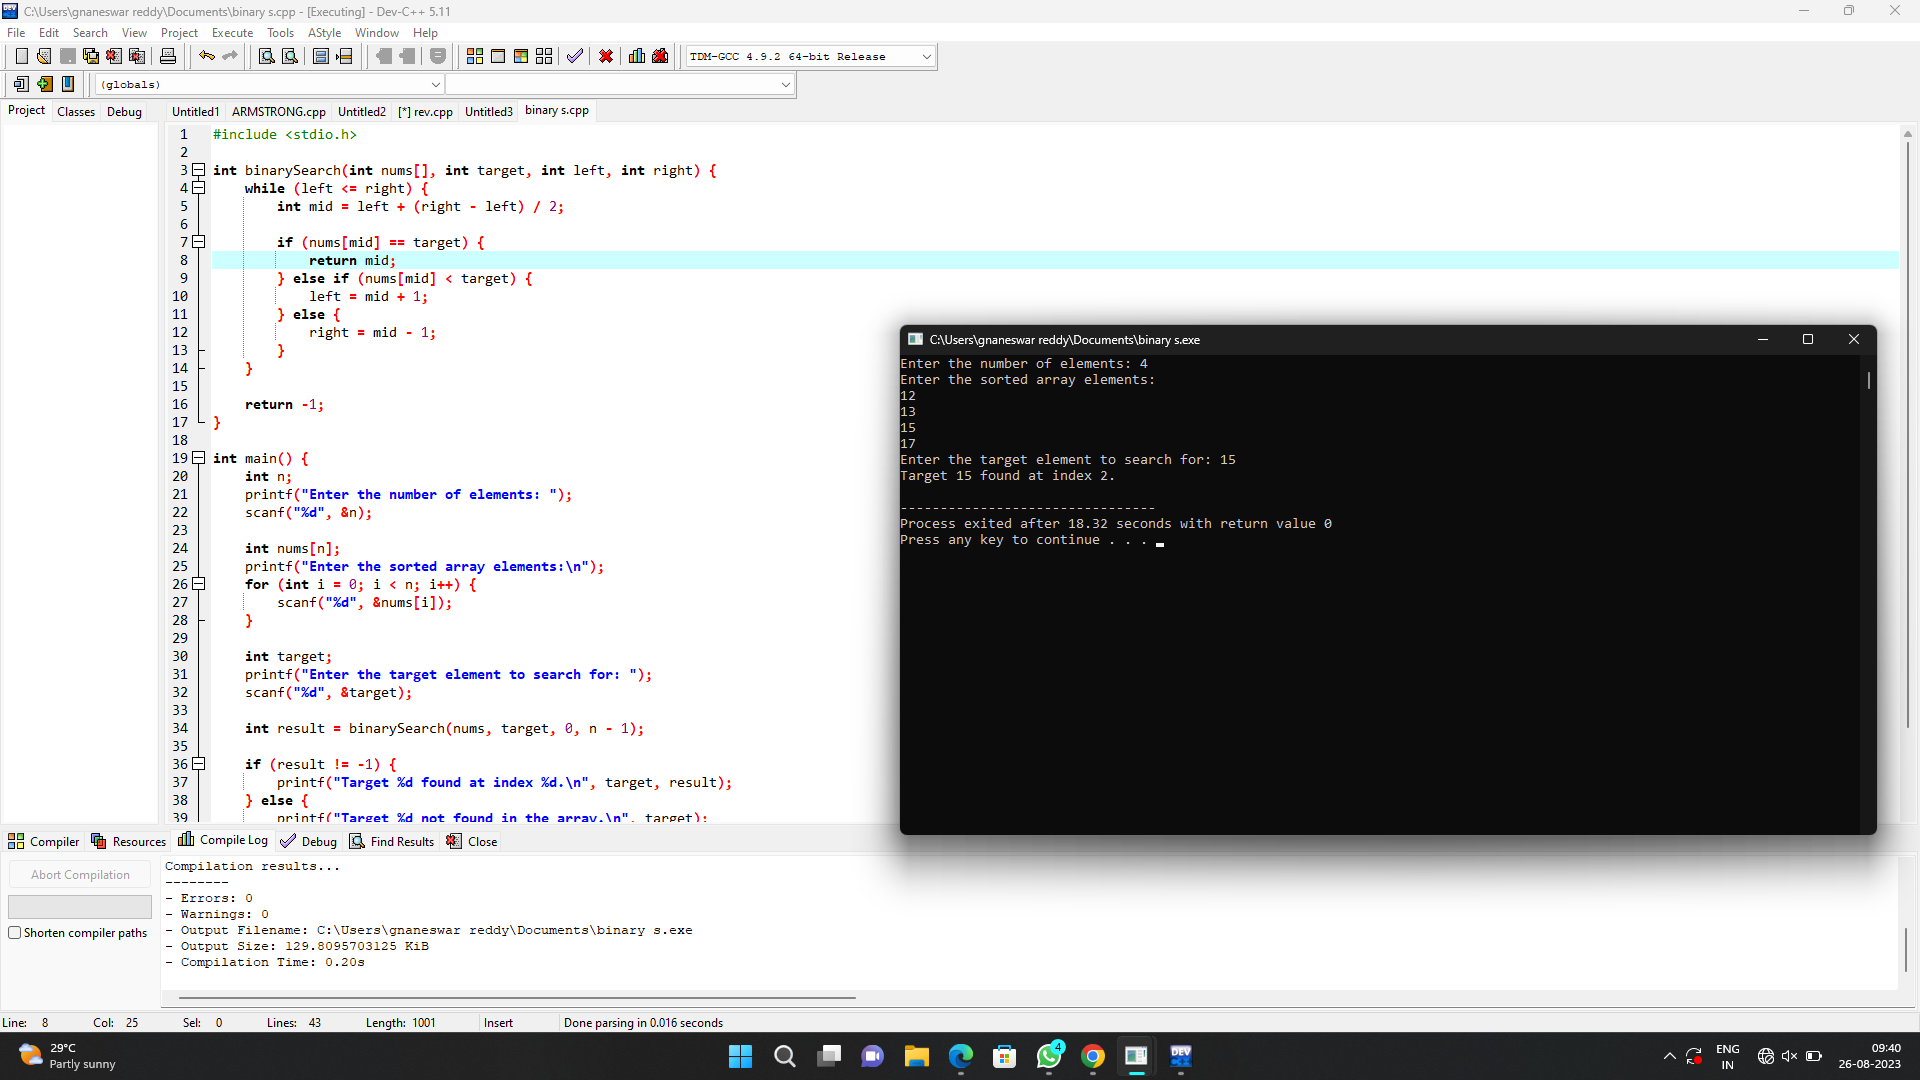 C:\Users\gnaneswar reddy\Documents\binary s.cpp - [Executing] - Dev-C++ 5.11
File Edit Search View Project Execute Tools AStyle Window Help
TDM-GCC 4.9.2 64-bit Release
(globals)
Project Classes Debug Untitled1 ARMSTRONG.cpp Untitled2 [*] rev.cpp Untitled3 binary s.cpp
1 #include <stdio.h>
2
3 int binarySearch(int nums[], int target, int left, int right) {
4 while (left <= right) {
5 int mid = left + (right - left) / 2;
6
7 if (nums[mid] == target) {
8 return mid;
9 } else if (nums[mid] < target) {
10 left = mid + 1;
11 } else {
12 right = mid - 1;
13 }
14 }
15
16 return -1;
17 }
18
19 int main() {
20 int n;
21 printf("Enter the number of elements: ");
22 scanf("%d", &n);
23
24 int nums[n];
25 printf("Enter the sorted array elements:\n");
26 for (int i = 0; i < n; i++) {
27 scanf("%d", &nums[i]);
28 }
29
30 int target;
31 printf("Enter the target element to search for: ");
32 scanf("%d", &target);
33
34 int result = binarySearch(nums, target, 0, n - 1);
35
36 if (result != -1) {
37 printf("Target %d found at index %d.\n", target, result);
38 } else {
39 printf("Target %d not found in the array.\n", target);
C:\Users\gnaneswar reddy\Documents\binary s.exe
Enter the number of elements: 4
Enter the sorted array elements:
12
13
15
17
Enter the target element to search for: 15
Target 15 found at index 2.
--------------------------------
Process exited after 18.32 seconds with return value 0
Press any key to continue . . .
Compiler Resources Compile Log Debug Find Results Close
Abort Compilation
Shorten compiler paths
Compilation results...
--------
- Errors: 0
- Warnings: 0
- Output Filename: C:\Users\gnaneswar reddy\Documents\binary s.exe
- Output Size: 129.8095703125 KiB
- Compilation Time: 0.20s
Line: 8 Col: 25 Sel: 0 Lines: 43 Length: 1001 Insert Done parsing in 0.016 seconds
29°C
Partly sunny
4
DEV
ENG
IN
09:40
26-08-2023